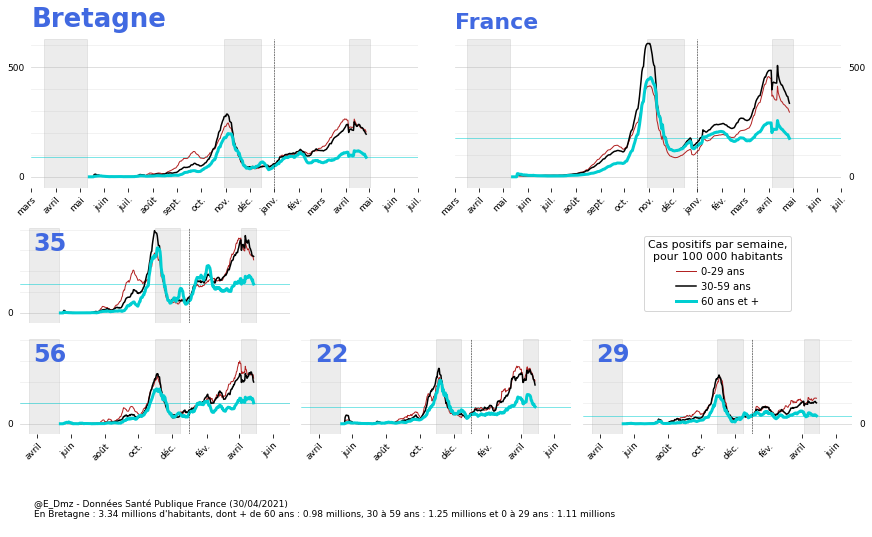 Bretagne
France
500
0
mars avril mai juin juil. août sept. oct. nov. déc. janv. fév. mars avril mai juin juil.
500
0
mars avril mai juin juil. août sept. oct. nov. déc. janv. fév. mars avril mai juin juil.
35
0
Cas positifs par semaine,
pour 100 000 habitants
0-29 ans
30-59 ans
60 ans et +
56
22
29
0
0
avril juin août oct. déc. fév. avril juin
avril juin août oct. déc. fév. avril juin
avril juin août oct. déc. fév. avril juin
@E_Dmz - Données Santé Publique France (30/04/2021)
En Bretagne : 3.34 millions d'habitants, dont + de 60 ans : 0.98 millions, 30 à 59 ans : 1.25 millions et 0 à 29 ans : 1.11 millions